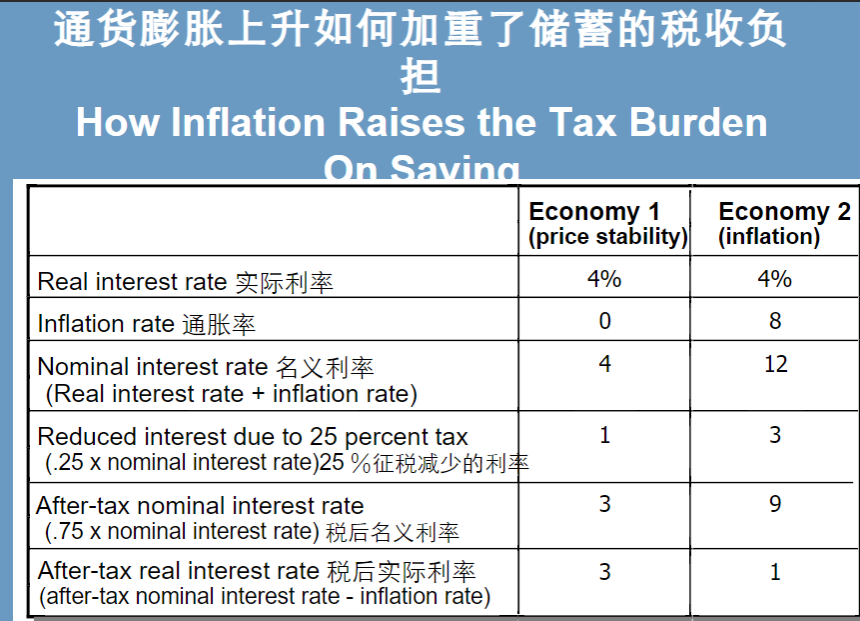 通货膨胀上升如何加重了储蓄的税收负
担
How Inflation Raises the Tax Burden
On Saving
Economy 1
(price stability)
Economy 2
(inflation)
Real interest rate 实际利率
4%
4%
Inflation rate 通胀率
0
8
Nominal interest rate 名义利率
(Real interest rate + inflation rate)
4
12
Reduced interest due to 25 percent tax
(.25 x nominal interest rate)25 %征税减少的利率
1
3
After-tax nominal interest rate
(.75 x nominal interest rate) 税后名义利率
3
9
After-tax real interest rate 税后实际利率
(after-tax nominal interest rate - inflation rate)
3
1